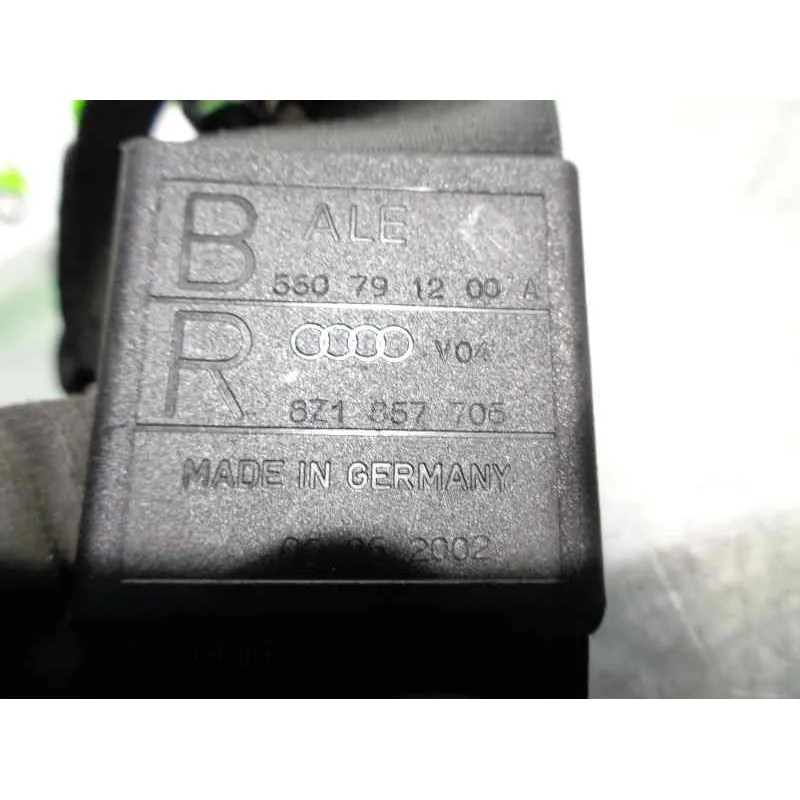 B ALE
560 79 12 00 A
R V04
8Z1 857 705
MADE IN GERMANY
2002